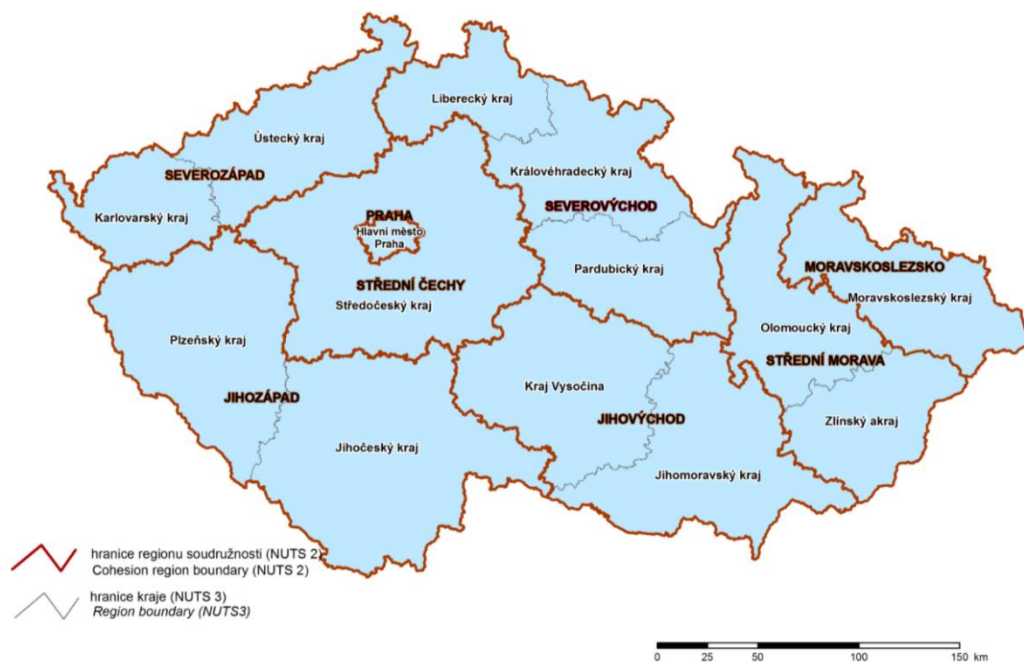 Liberecký kraj
Ústecký kraj
Královéhradecký kraj
SEVEROZÁPAD
Karlovarský kraj
SEVEROVÝCHOD
PRAHA
Hlavní město
Praha
Pardubický kraj
MORAVSKOSLEZSKO
STŘEDNÍ ČECHY
Středočeský kraj
Moravskoslezský kraj
Olomoucký kraj
Plzeňský kraj
STŘEDNÍ MORAVA
Kraj Vysočina
JIHOZÁPAD
JIHOVÝCHOD
Zlínský akraj
Jihočeský kraj
Jihomoravský kraj
hranice regionu soudružnosti (NUTS 2)
Cohesion region boundary (NUTS 2)
hranice kraje (NUTS 3)
Region boundary (NUTS3)
0 25 50 100 150 km